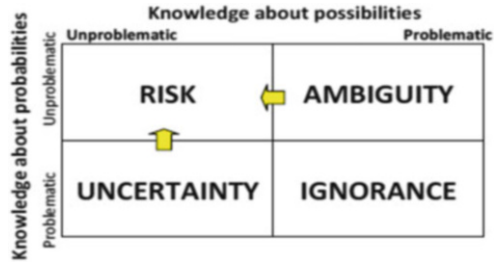 Knowledge about possibilities
Unproblematic Problematic
Knowledge about probabilities
Unproblematic
RISK AMBIGUITY
Problematic
UNCERTAINTY IGNORANCE